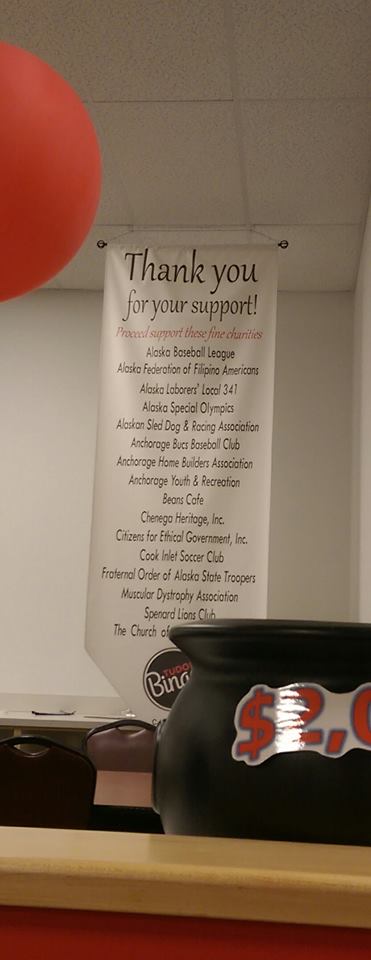 Thank you
for your support!
Proceed support these fine charities
Alaska Baseball League
Alaska Federation of Filipino Americans
Alaska Laborers' Local 341
Alaska Special Olympics
Alaskan Sled Dog & Racing Association
Anchorage Bucs Baseball Club
Anchorage Home Builders Association
Anchorage Youth & Recreation
Beans Cafe
Chenega Heritage, Inc.
Citizens for Ethical Government, Inc.
Cook Inlet Soccer Club
Fraternal Order of Alaska State Troopers
Muscular Dystrophy Association
Spenard Lions Club
The Church of
TUDO
Bing
$2,0